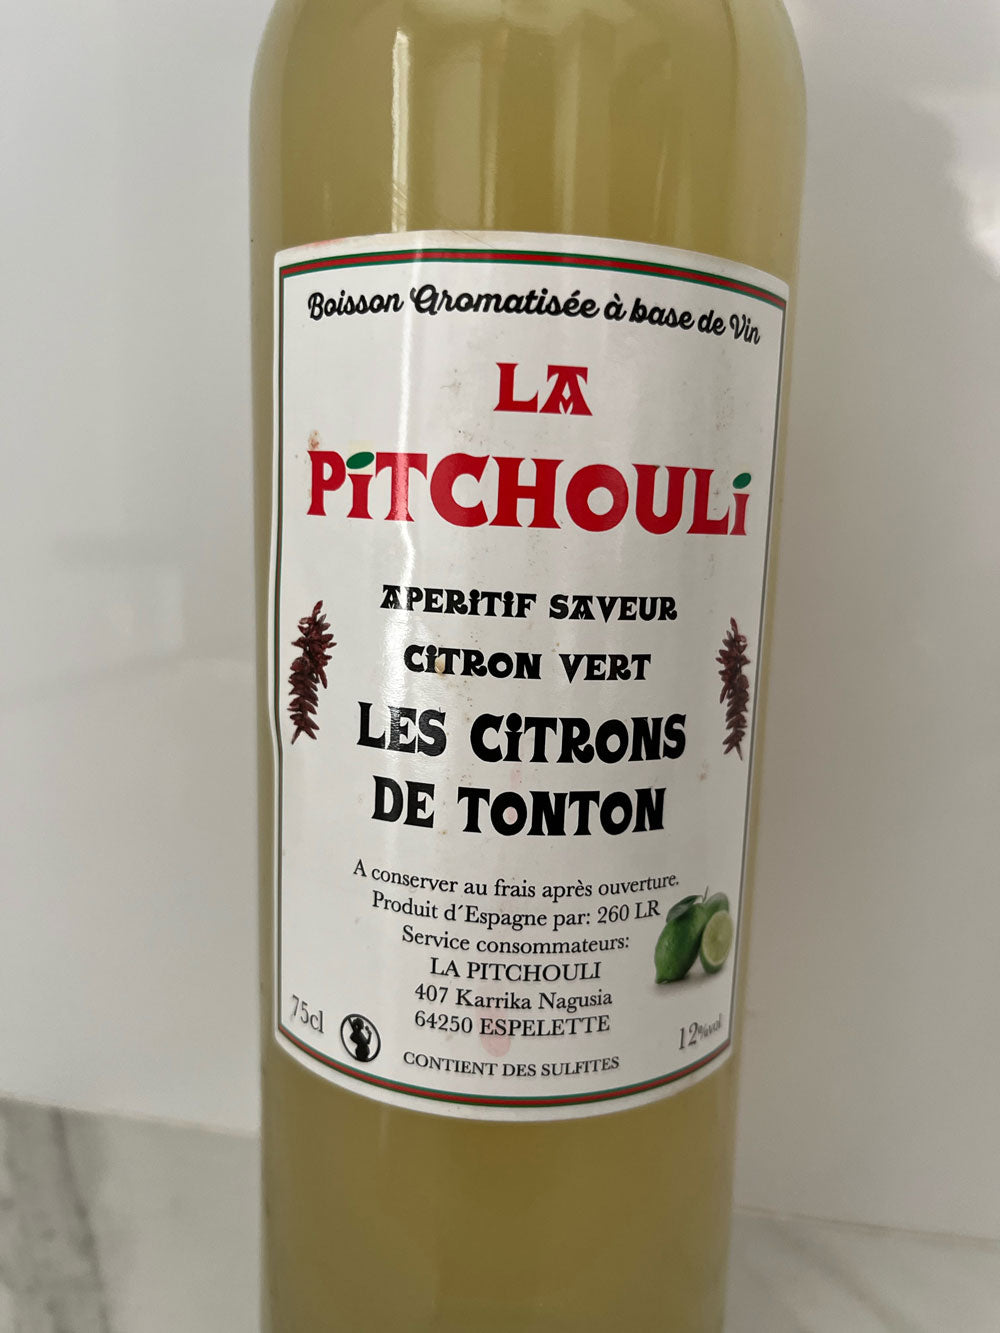 Boisson Aromatisée à base de Vin
LA
PiTCHOULi
APERiTiF SAVEUR
CiTRON VERT
LES CiTRONS
DE TONTON
A conserver au frais après ouverture.
Produit d´Espagne par: 260 LR
Service consommateurs:
LA PITCHOULI
407 Karrika Nagusia
64250 ESPELETTE
75cl
12%vol
CONTIENT DES SULFITES